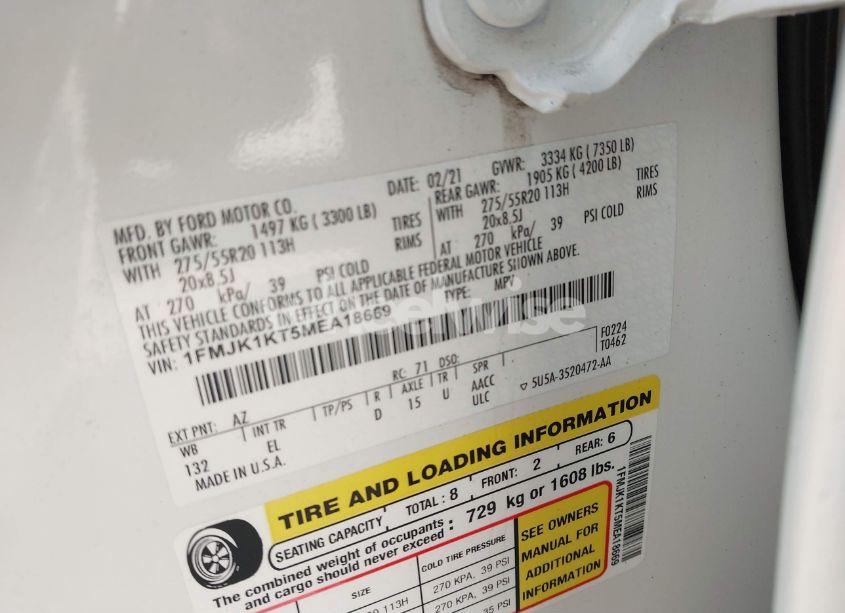 MFD. BY FORD MOTOR CO.
DATE: 02/21 GVWR: 3334 KG ( 7350 LB)
FRONT GAWR: 1497 KG ( 3300 LB) REAR GAWR: 1905 KG ( 4200 LB)
WITH 275/55R20 113H TIRES WITH 275/55R20 113H TIRES
20x8.5J RIMS 20x8.5J RIMS
AT 270 kPa/ 39 PSI COLD AT 270 kPa/ 39 PSI COLD
THIS VEHICLE CONFORMS TO ALL APPLICABLE FEDERAL MOTOR VEHICLE
SAFETY STANDARDS IN EFFECT ON THE DATE OF MANUFACTURE SHOWN ABOVE.
VIN: 1FMJK1KT5MEA18669 TYPE: MPV
F0224
T0462
EXT PNT: AZ RC: 71 DSO:
WB INT TR TP/PS R AXLE TR SPR
132 EL D 15 U AACC
ULC
5U5A-3520472-AA
MADE IN U.S.A.
TIRE AND LOADING INFORMATION
SEATING CAPACITY TOTAL: 8 FRONT: 2 REAR: 6
The combined weight of occupants
and cargo should never exceed : 729 kg or 1608 lbs.
SIZE COLD TIRE PRESSURE
113H 270 KPA, 39 PSI
270 KPA, 39 PSI
35 PSI
SEE OWNERS
MANUAL FOR
ADDITIONAL
INFORMATION
1FMJK1KT5MEA18669